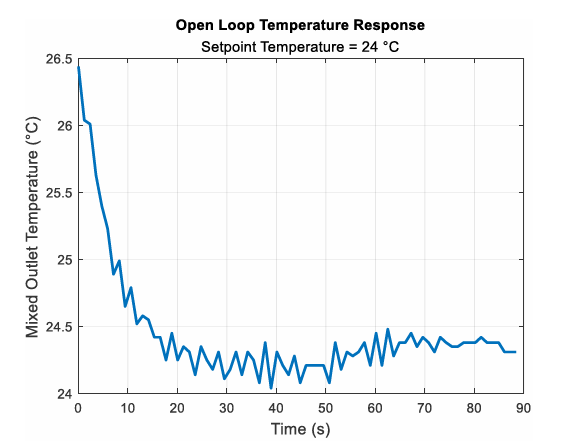 Open Loop Temperature Response
Setpoint Temperature = 24 °C
26.5
26
25.5
25
24.5
24
Mixed Outlet Temperature (°C)
0 10 20 30 40 50 60 70 80 90
Time (s)